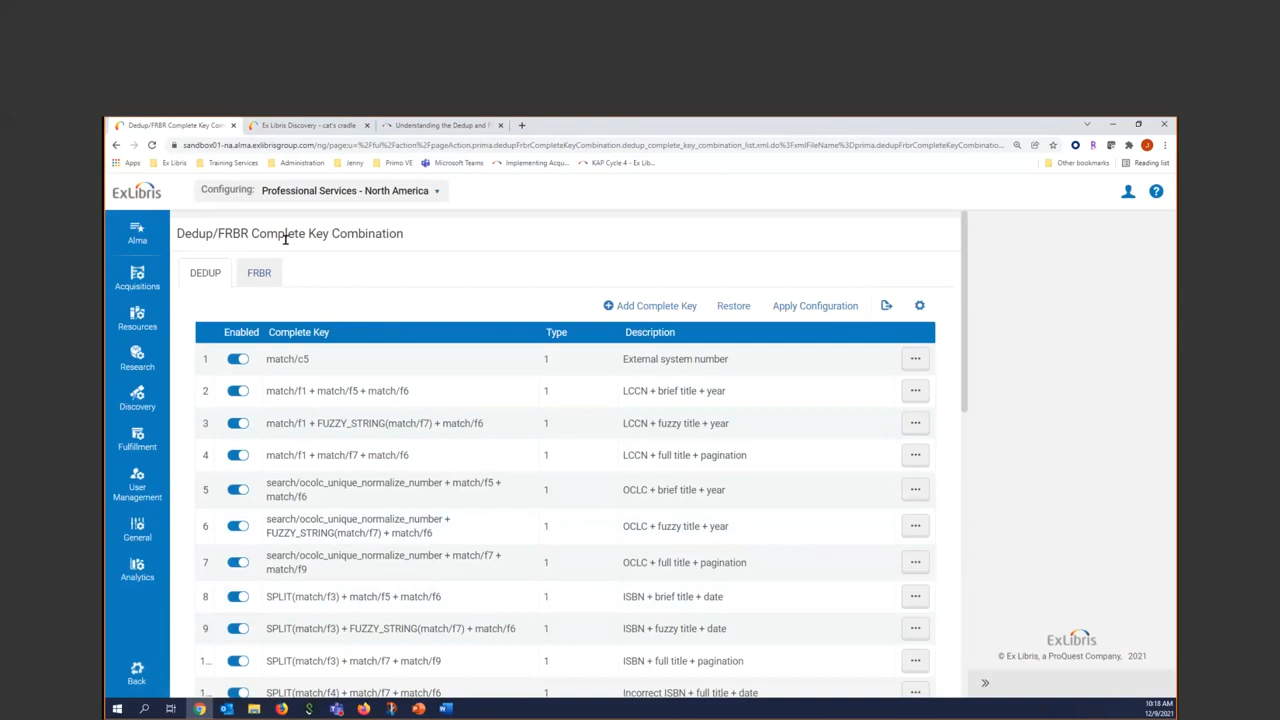 Dedup/FRBR Complete Key Com
Ex Libris Discovery - cat's cradle
Understanding the Dedup and F
sandbox01-na.alma.exlibrisgroup.com/ng/page;u=%2Ful%2Faction%2FpageAction.prima.dedupFrbrCompleteKeyCombination.dedup_complete_key_combination_list.xml.do%3FxmlFileName%3Dprima.dedupFrbrCompleteKeyCombinatio...
Apps
Ex Libris
Training Services
Administration
Jenny
Primo VE
Microsoft Teams
Implementing Acqu...
KAP Cycle 4 - Ex Lib...
Other bookmarks
Reading list
ExLibris
Configuring: Professional Services - North America
Alma
Acquisitions
Resources
Research
Discovery
Fulfillment
User
Management
General
Analytics
Back
Dedup/FRBR Complete Key Combination
DEDUP FRBR
Add Complete Key Restore Apply Configuration
Enabled Complete Key Type Description
1 match/c5 1 External system number
2 match/f1 + match/f5 + match/f6 1 LCCN + brief title + year
3 match/f1 + FUZZY_STRING(match/f7) + match/f6 1 LCCN + fuzzy title + year
4 match/f1 + match/f7 + match/f6 1 LCCN + full title + pagination
5 search/ocolc_unique_normalize_number + match/f5 + 1 OCLC + brief title + year
match/f6
6 search/ocolc_unique_normalize_number + 1 OCLC + fuzzy title + year
FUZZY_STRING(match/f7) + match/f6
7 search/ocolc_unique_normalize_number + match/f7 + 1 OCLC + full title + pagination
match/f9
8 SPLIT(match/f3) + match/f5 + match/f6 1 ISBN + brief title + date
9 SPLIT(match/f3) + FUZZY_STRING(match/f7) + match/f6 1 ISBN + fuzzy title + date
1... SPLIT(match/f3) + match/f7 + match/f9 1 ISBN + full title + pagination
1... SPLIT(match/f4) + match/f7 + match/f6 1 Incorrect ISBN + full title + date
ExLibris
© Ex Libris, a ProQuest Company, 2021
10:18 AM
12/9/2021